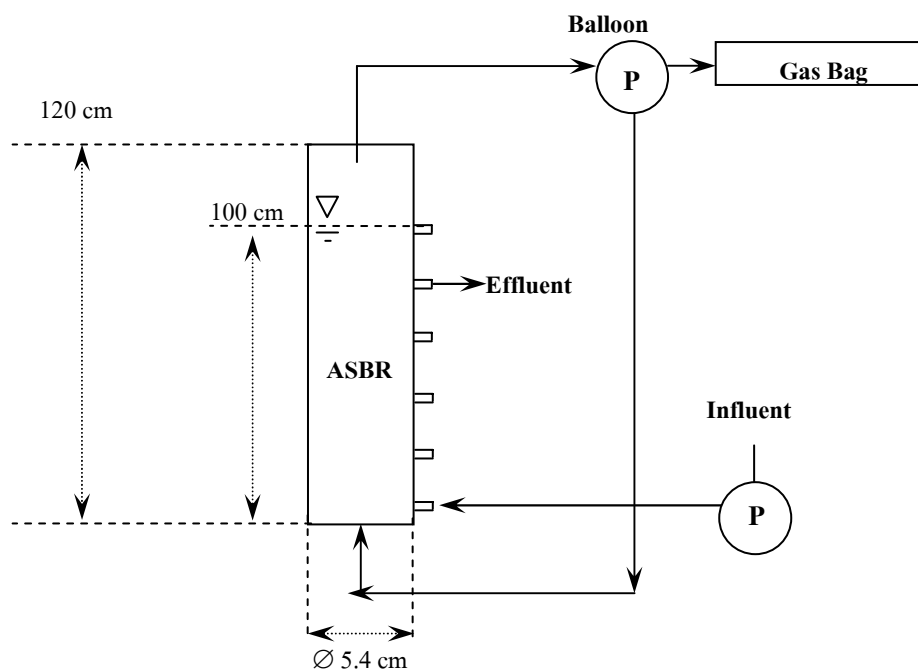 Balloon
P
Gas Bag
120 cm
100 cm
Effluent
ASBR
Influent
P
∅ 5.4 cm